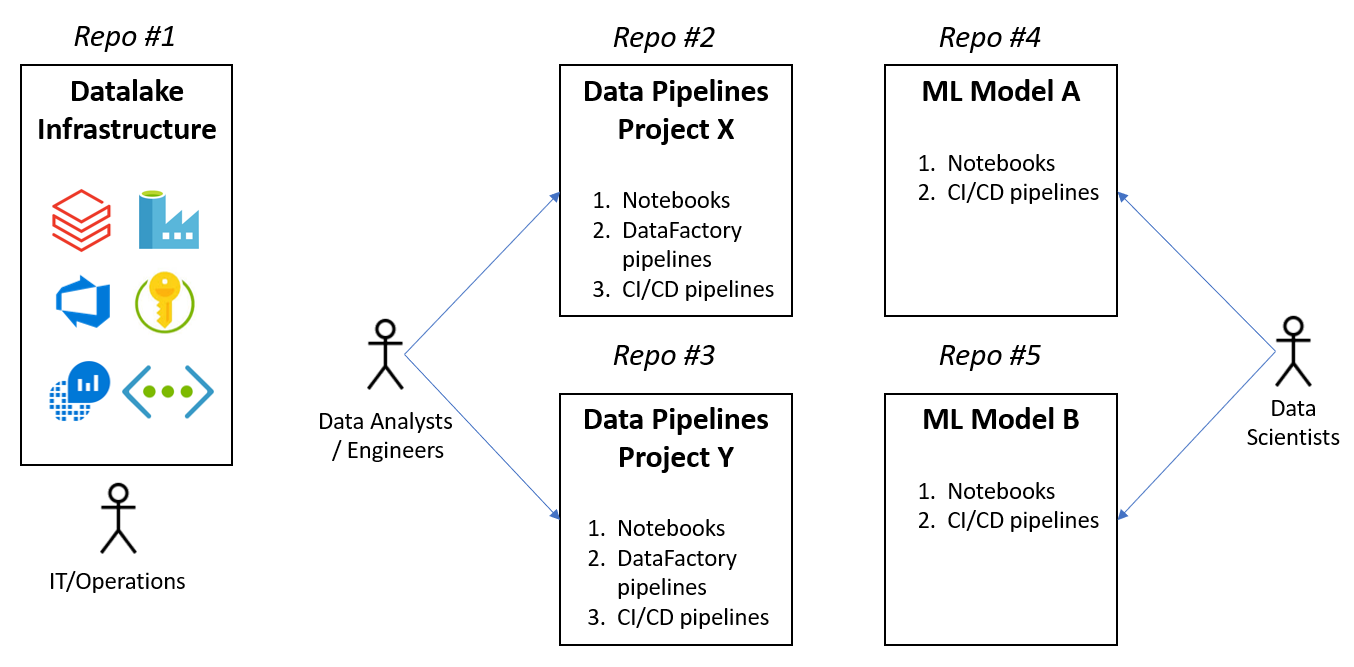 Repo #1
Datalake
Infrastructure
IT/Operations
Data Analysts
/ Engineers
Repo #2
Data Pipelines
Project X
1. Notebooks
2. DataFactory
pipelines
3. CI/CD pipelines
Repo #3
Data Pipelines
Project Y
1. Notebooks
2. DataFactory
pipelines
3. CI/CD pipelines
Repo #4
ML Model A
1. Notebooks
2. CI/CD pipelines
Repo #5
ML Model B
1. Notebooks
2. CI/CD pipelines
Data
Scientists